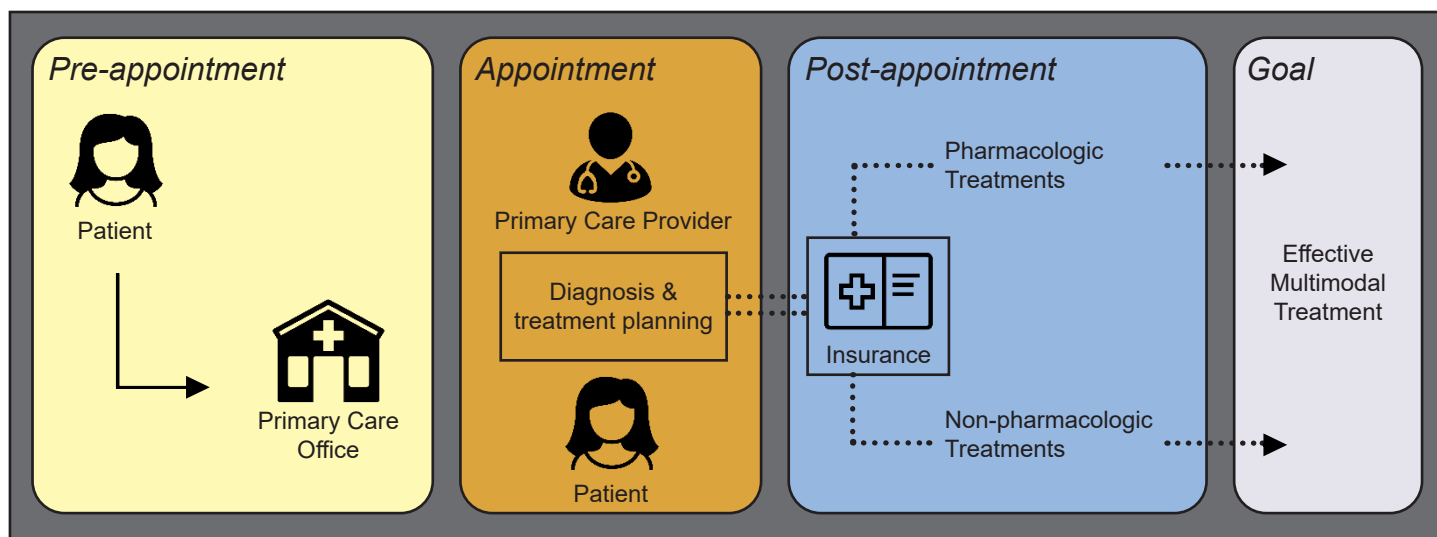 Pre-appointment
Patient
Primary Care
Office
Appointment
Primary Care Provider
Diagnosis &
treatment planning
Patient
Post-appointment
Pharmacologic
Treatments
Insurance
Non-pharmacologic
Treatments
Goal
Effective
Multimodal
Treatment